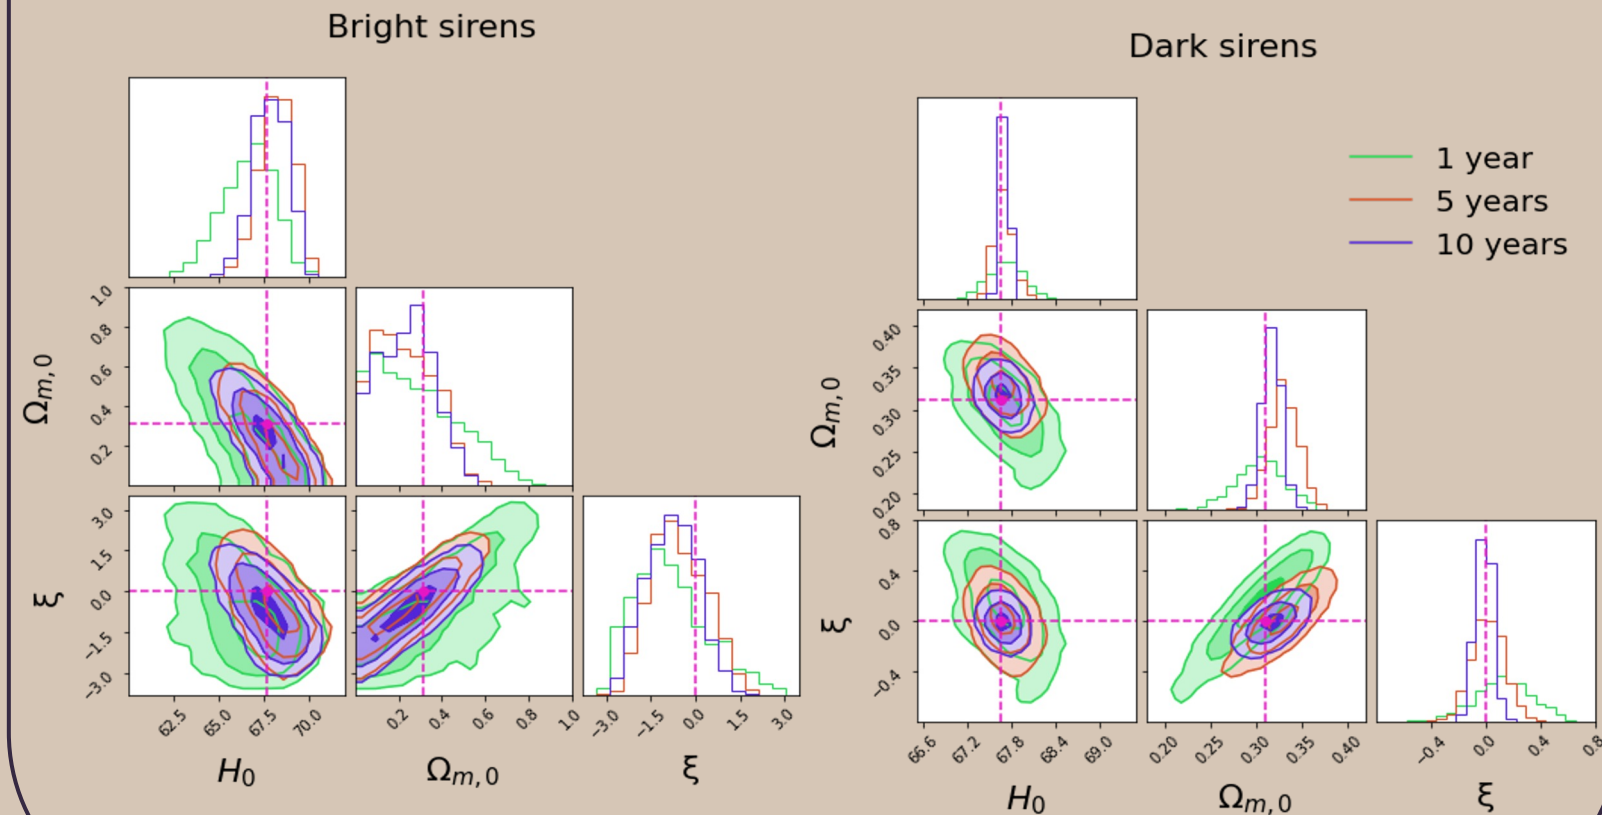 Bright sirens
1.0
0.8
0.6
0.4
0.2
Ωm,0
3.0
1.5
0.0
−1.5
−3.0
ξ
62.5 65.0 67.5 70.0
0.2 0.4 0.6 0.8 1.0
−3.0 −1.5 0.0 1.5 3.0
H0
Ωm,0
ξ
Dark sirens
1 year
5 years
10 years
0.40
0.35
0.30
0.25
0.20
Ωm,0
0.8
0.4
0.0
−0.4
ξ
66.6 67.2 67.8 68.4 69.0
0.20 0.25 0.30 0.35 0.40
−0.4 0.0 0.4 0.8
H0
Ωm,0
ξ